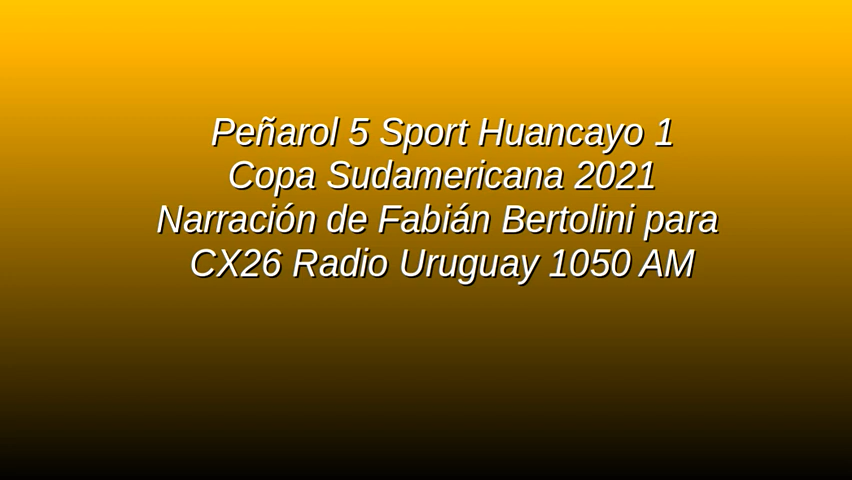 Peñarol 5 Sport Huancayo 1
Copa Sudamericana 2021
Narración de Fabián Bertolini para
CX26 Radio Uruguay 1050 AM